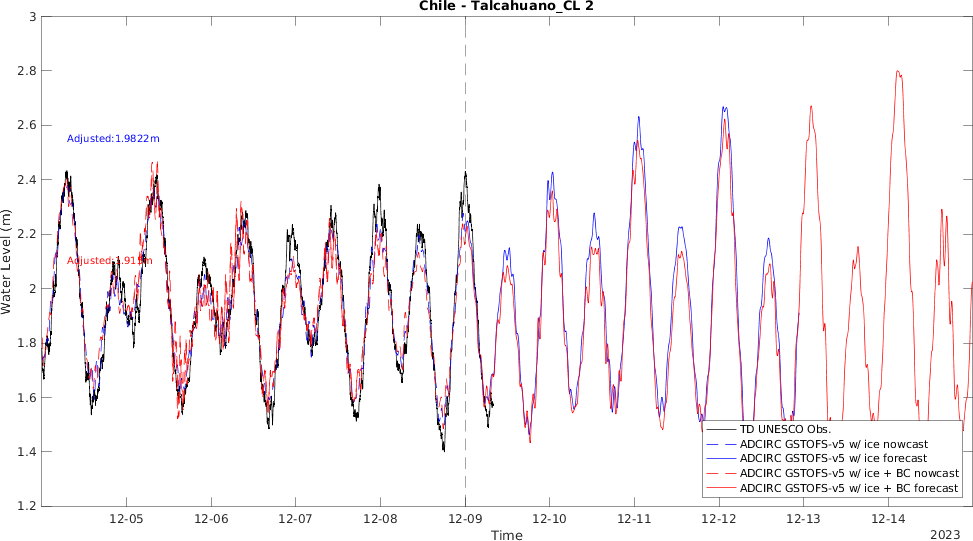 Chile - Talcahuano_CL 2
Water Level (m)
3
2.8
2.6
2.4
2.2
2
1.8
1.6
1.4
1.2
Adjusted:1.9822m
12-05
12-06
12-07
12-08
12-09
12-10
12-11
12-12
12-13
12-14
Time
2023
TD UNESCO Obs.
ADCIRC GSTOFS-v5 w/ ice nowcast
ADCIRC GSTOFS-v5 w/ ice forecast
ADCIRC GSTOFS-v5 w/ ice + BC nowcast
ADCIRC GSTOFS-v5 w/ ice + BC forecast